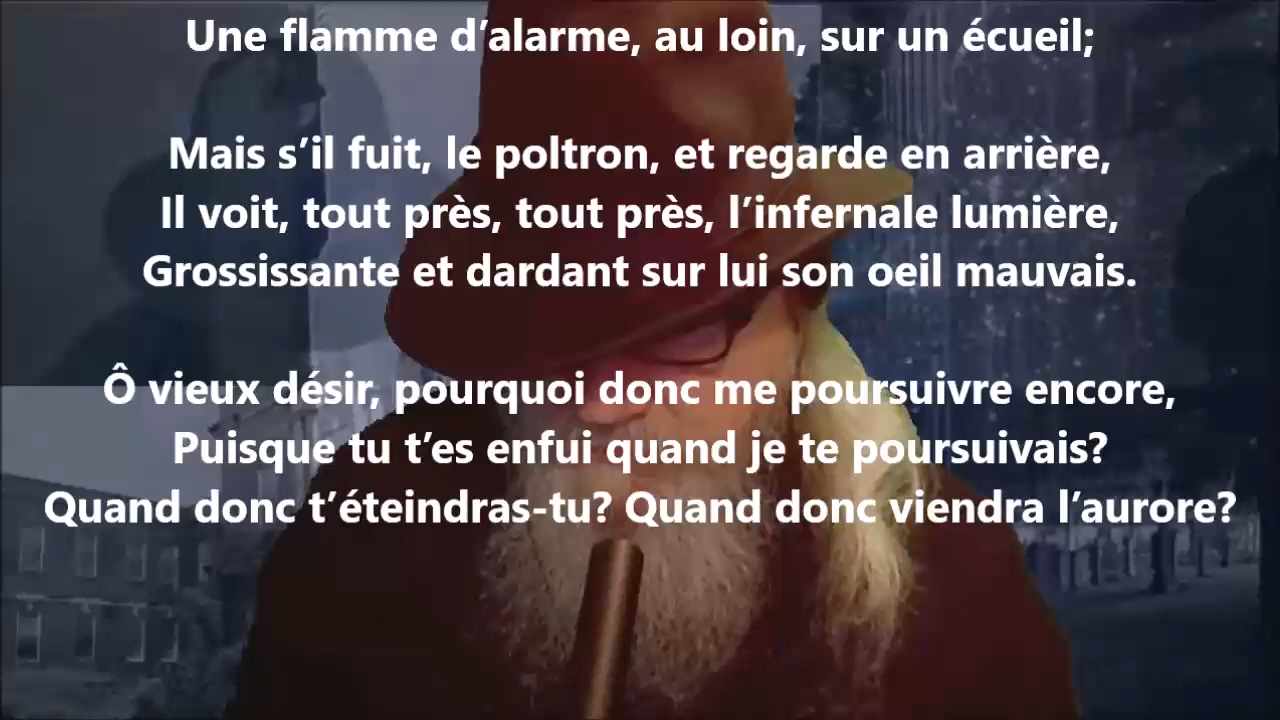 Une flamme d’alarme, au loin, sur un écueil;
Mais s’il fuit, le poltron, et regarde en arrière,
Il voit, tout près, tout près, l’infernale lumière,
Grossissante et dardant sur lui son oeil mauvais.
Ô vieux désir, pourquoi donc me poursuivre encore,
Puisque tu t’es enfui quand je te poursuivais?
Quand donc t’éteindras-tu? Quand donc viendra l’aurore?